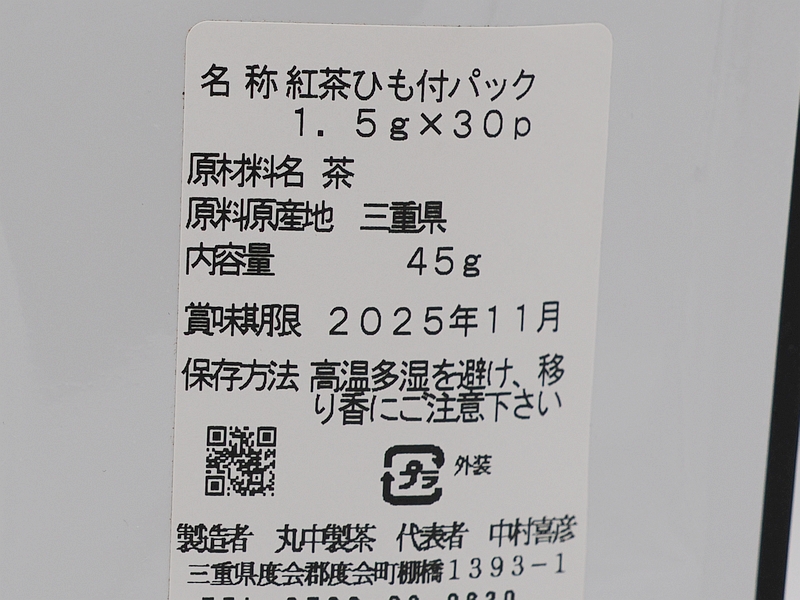 名 称 紅茶ひも付パック
1．5g×30p
原材料名 茶
原料原産地 三重県
内容量 45g
賞味期限 2025年11月
保存方法 高温多湿を避け、移
り香にご注意下さい
プラ 外装
製造者 丸中製茶 代表者 中村喜彦
三重県度会郡度会町棚橋1393-1